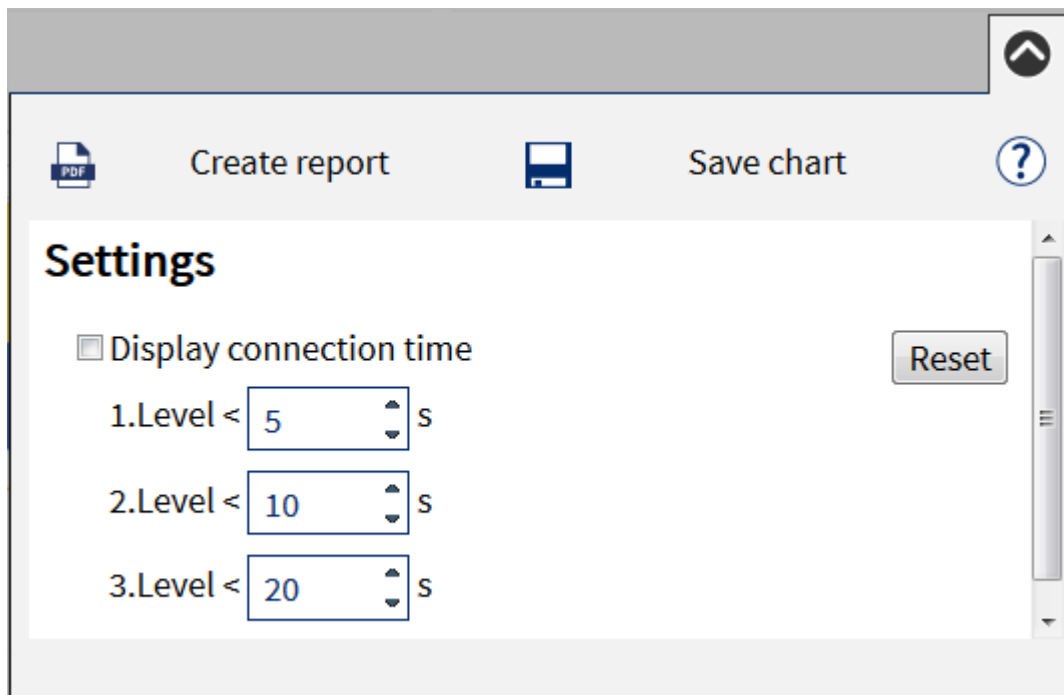 PDF Create report Save chart ?
Settings
Display connection time Reset
1.Level < 5 s
2.Level < 10 s
3.Level < 20 s